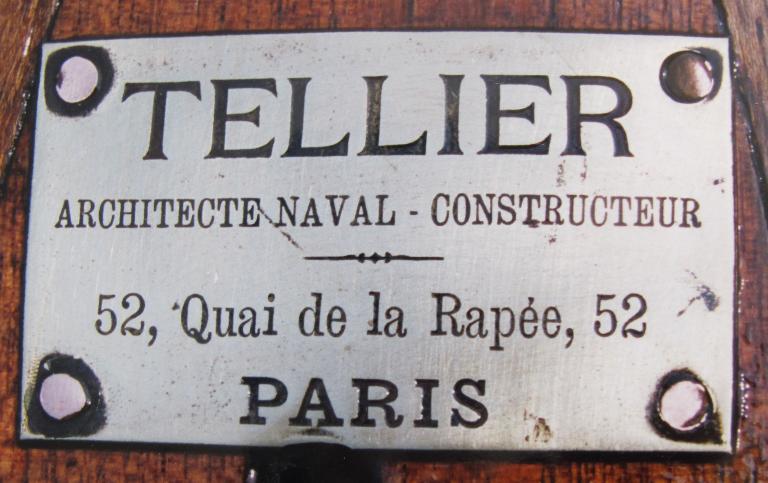 TELLIER
ARCHITECTE NAVAL - CONSTRUCTEUR
52, Quai de la Rapée, 52
PARIS